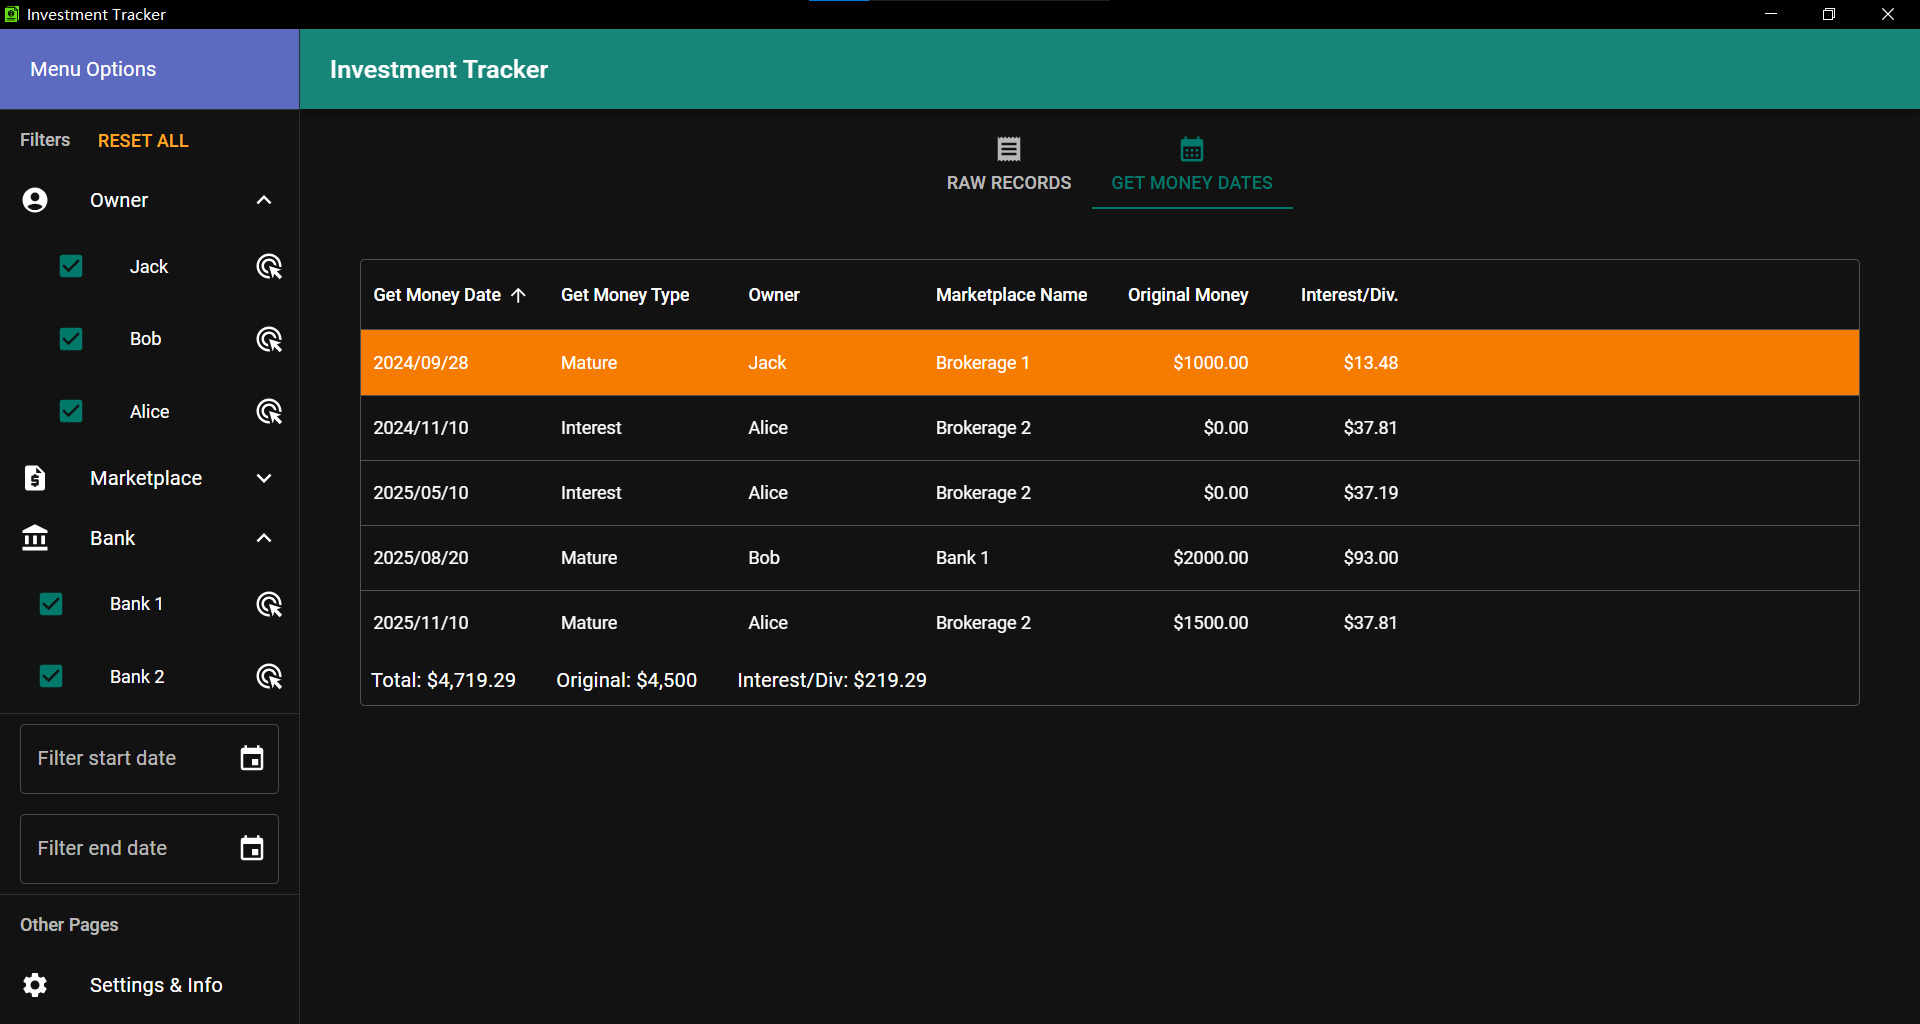 Investment Tracker
Menu Options
Investment Tracker
Filters RESET ALL
Owner
Jack
Bob
Alice
Marketplace
Bank
Bank 1
Bank 2
Filter start date
Filter end date
Other Pages
Settings & Info
RAW RECORDS GET MONEY DATES
Get Money Date Get Money Type Owner Marketplace Name Original Money Interest/Div.
2024/09/28 Mature Jack Brokerage 1 $1000.00 $13.48
2024/11/10 Interest Alice Brokerage 2 $0.00 $37.81
2025/05/10 Interest Alice Brokerage 2 $0.00 $37.19
2025/08/20 Mature Bob Bank 1 $2000.00 $93.00
2025/11/10 Mature Alice Brokerage 2 $1500.00 $37.81
Total: $4,719.29 Original: $4,500 Interest/Div: $219.29